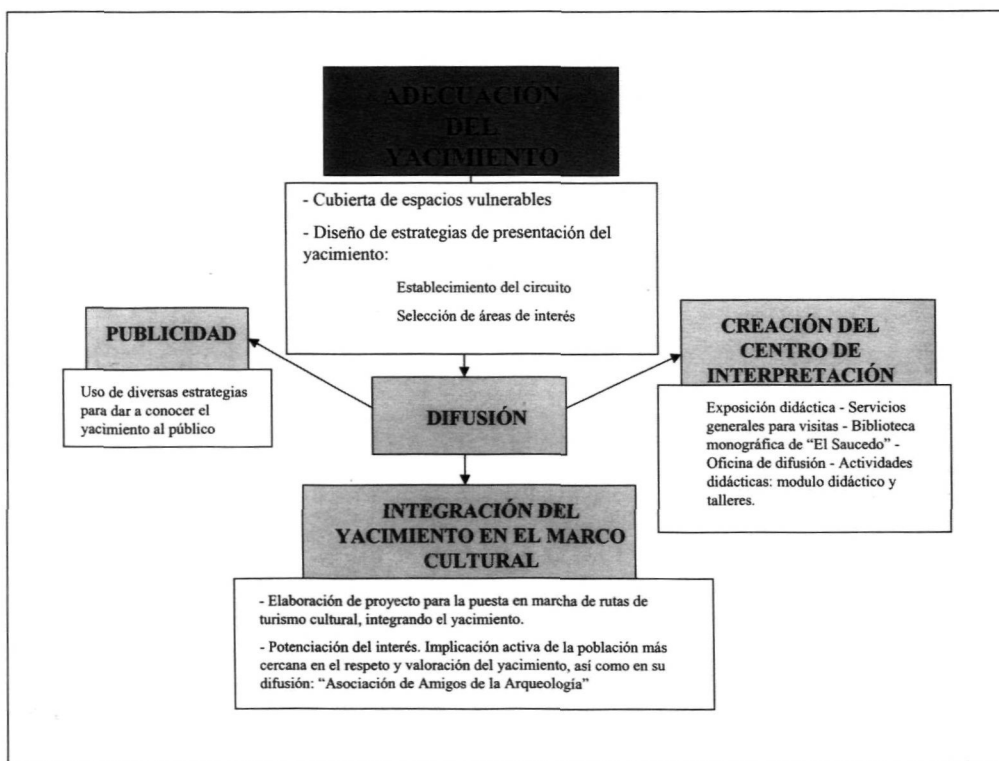 ADECUACIÓN
DEL
YACIMIENTO
- Cubierta de espacios vulnerables
- Diseño de estrategias de presentación del
yacimiento:
Establecimiento del circuito
Selección de áreas de interés
PUBLICIDAD
Uso de diversas estrategias
para dar a conocer el
yacimiento al público
DIFUSIÓN
CREACIÓN DEL
CENTRO DE
INTERPRETACIÓN
Exposición didáctica - Servicios
generales para visitas - Biblioteca
monográfica de “El Saucedo” -
Oficina de difusión - Actividades
didácticas: modulo didáctico y
talleres.
INTEGRACIÓN DEL
YACIMIENTO EN EL MARCO
CULTURAL
- Elaboración de proyecto para la puesta en marcha de rutas de
turismo cultural, integrando el yacimiento.
- Potenciación del interés. Implicación activa de la población más
cercana en el respeto y valoración del yacimiento, así como en su
difusión: “Asociación de Amigos de la Arqueología”